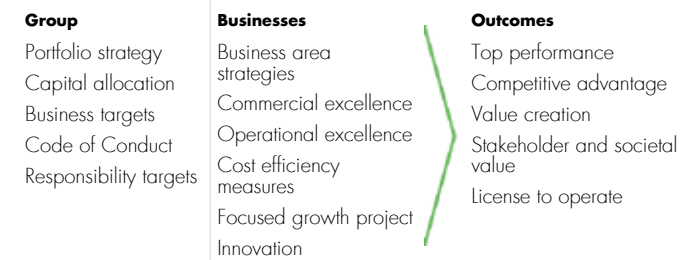 Group
Portfolio strategy
Capital allocation
Business targets
Code of Conduct
Responsibility targets
Businesses
Business area
strategies
Commercial excellence
Operational excellence
Cost efficiency
measures
Focused growth project
Innovation
Outcomes
Top performance
Competitive advantage
Value creation
Stakeholder and societal
value
License to operate